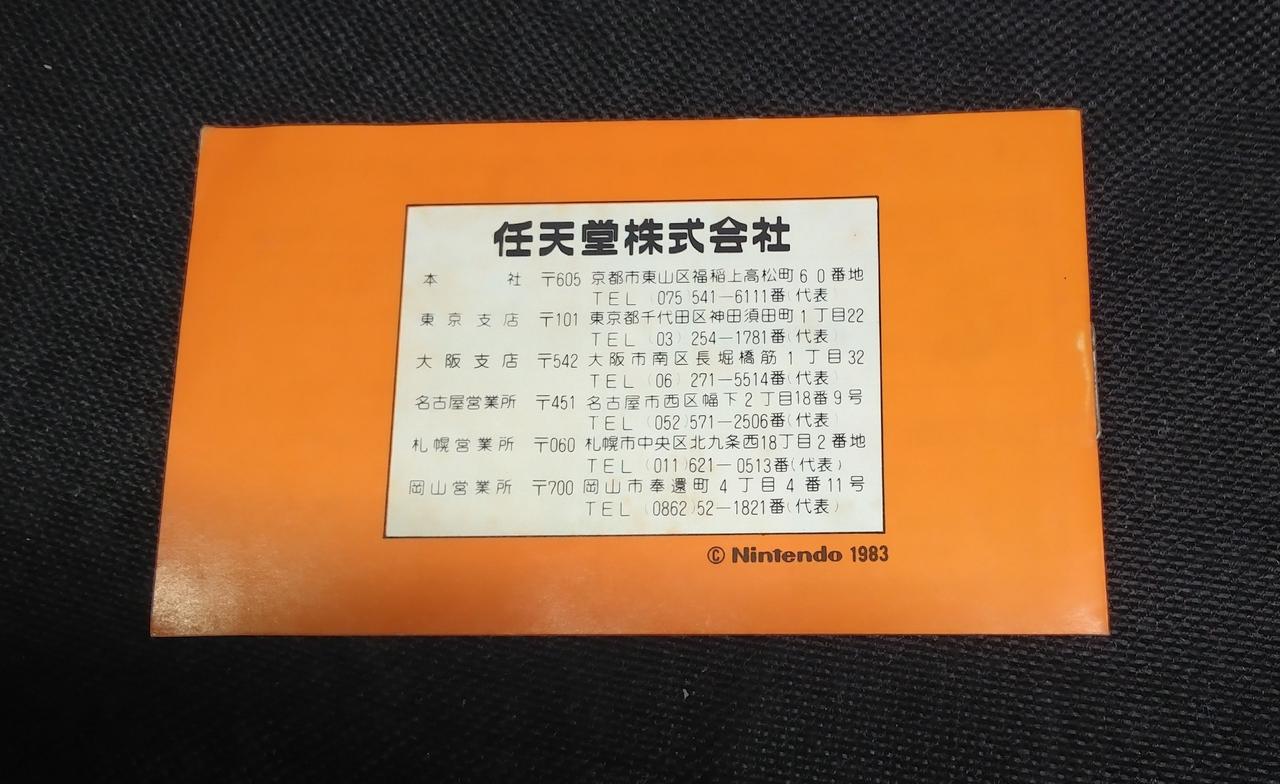 任天堂株式会社
本社 〒605 京都市東山区福稲上高松町60番地
TEL (075)541-6111番(代表)
東京支店 〒101 東京都千代田区神田須田町1丁目22
TEL (03)254-1781番(代表)
大阪支店 〒542 大阪市南区長堀橋筋1丁目32
TEL (06)271-5514番(代表)
名古屋営業所 〒451 名古屋市西区幅下2丁目18番9号
TEL (052)571-2506番(代表)
札幌営業所 〒060 札幌市中央区北九条西18丁目2番地
TEL (011)621-0513番(代表)
岡山営業所 〒700 岡山市奉還町4丁目4番11号
TEL (0862)52-1821番(代表)
© Nintendo 1983